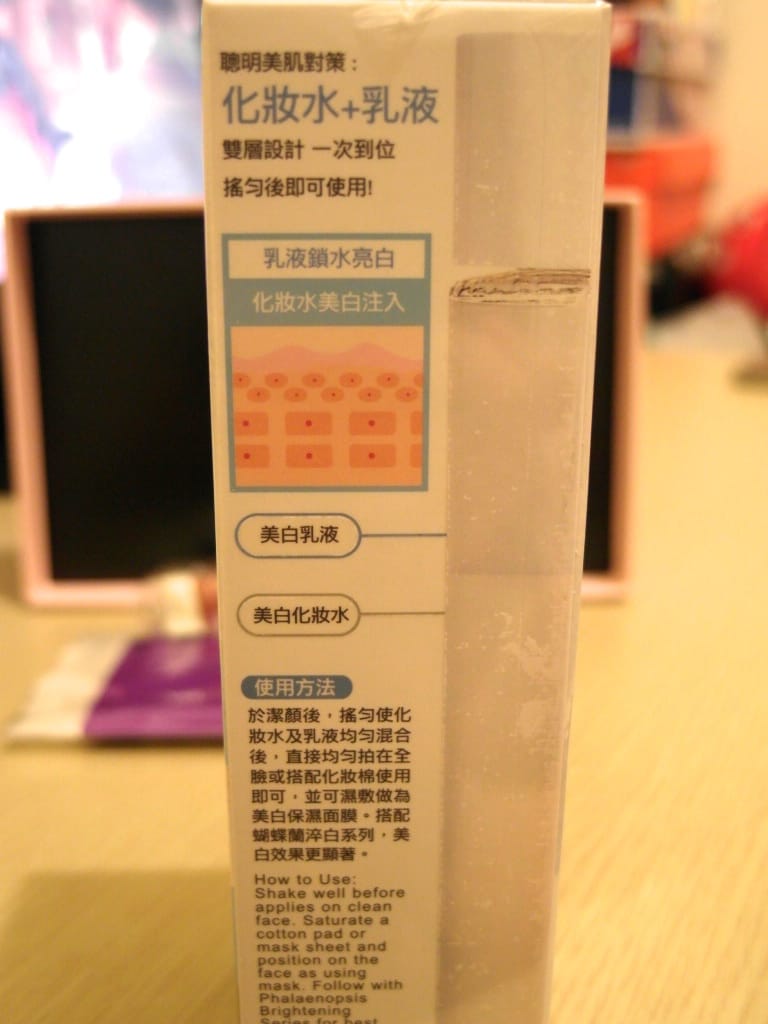 聰明美肌對策：
化妝水+乳液
雙層設計 一次到位
搖勻後即可使用!
乳液鎖水亮白
化妝水美白注入
美白乳液
美白化妝水
使用方法
於潔顏後，搖勻使化
妝水及乳液均勻混合
後，直接均勻拍在全
臉或搭配化妝棉使用
即可，並可濕敷做為
美白保濕面膜。搭配
蝴蝶蘭淬白系列，美
白效果更顯著。
How to Use:
Shake well before
applies on clean
face. Saturate a
cotton pad or
mask sheet and
position on the
face as using
mask. Follow with
Phalaenopsis
Brightening
Series for best